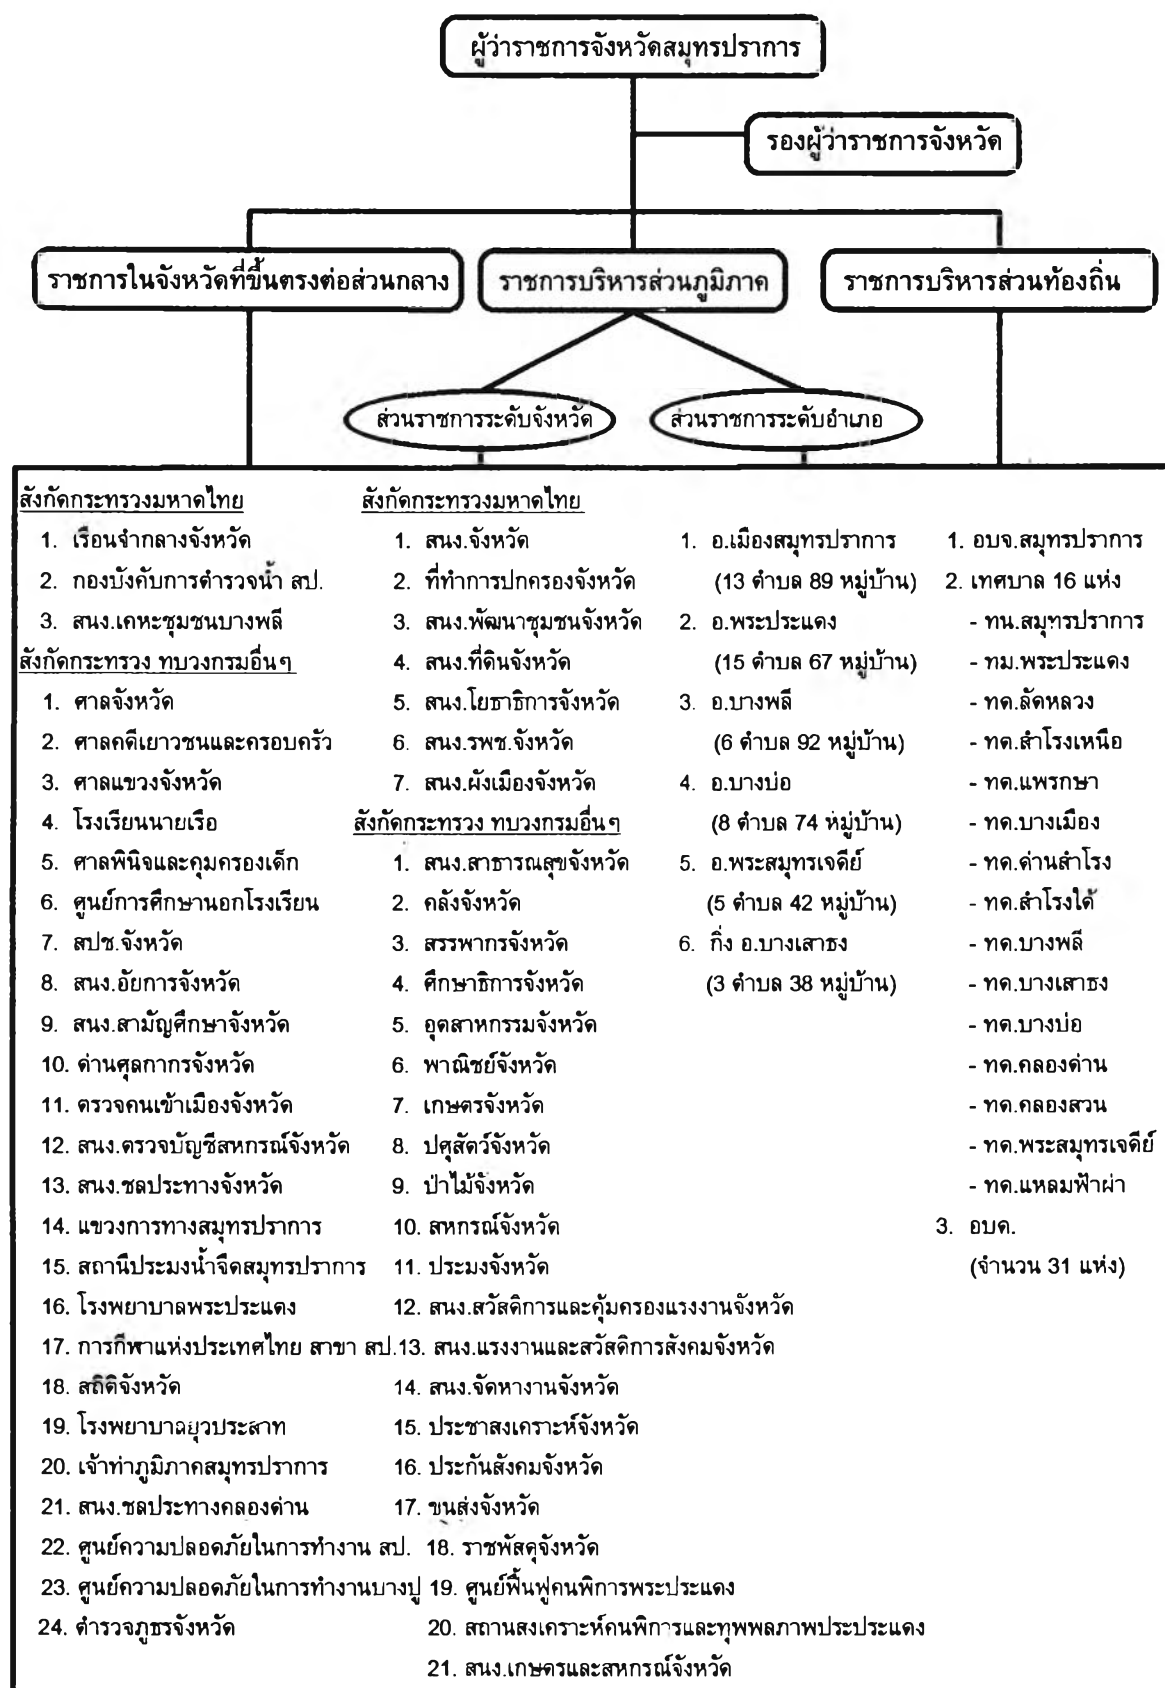 ผู้ว่าราชการจังหวัดสมุทรปราการ
รองผู้ว่าราชการจังหวัด
ราชการในจังหวัดที่ขึ้นตรงต่อส่วนกลาง
ราชการบริหารส่วนภูมิภาค
ราชการบริหารส่วนท้องถิ่น
ส่วนราชการระดับจังหวัด
ส่วนราชการระดับอำเภอ
สังกัดกระทรวงมหาดไทย
1. เรือนจำกลางจังหวัด
2. กองบังคับการตำรวจน้ำ สป.
3. สนง.เคหะชุมชนบางพลี
สังกัดกระทรวง ทบวงกรมอื่นๆ
1. ศาลจังหวัด
2. ศาลคดีเยาวชนและครอบครัว
3. ศาลแขวงจังหวัด
4. โรงเรียนนายเรือ
5. ศาลพินิจและคุมครองเด็ก
6. ศูนย์การศึกษานอกโรงเรียน
7. สปช.จังหวัด
8. สนง.อัยการจังหวัด
9. สนง.สามัญศึกษาจังหวัด
10. ด่านศุลกากรจังหวัด
11. ตรวจคนเข้าเมืองจังหวัด
12. สนง.ตรวจบัญชีสหกรณ์จังหวัด
13. สนง.ชลประทางจังหวัด
14. แขวงการทางสมุทรปราการ
15. สถานีประมงน้ำจืดสมุทรปราการ
16. โรงพยาบาลพระประแดง
17. การกีฬาแห่งประเทศไทย สาขา สป.
18. สถิติจังหวัด
19. โรงพยาบาลยุวประสาท
20. เจ้าท่าภูมิภาคสมุทรปราการ
21. สนง.ชลประทางคลองด่าน
22. ศูนย์ความปลอดภัยในการทำงาน สป.
23. ศูนย์ความปลอดภัยในการทำงานบางปู
24. ตำรวจภูธรจังหวัด
สังกัดกระทรวงมหาดไทย
1. สนง.จังหวัด
2. ที่ทำการปกครองจังหวัด
3. สนง.พัฒนาชุมชนจังหวัด
4. สนง.ที่ดินจังหวัด
5. สนง.โยธาธิการจังหวัด
6. สนง.รพช.จังหวัด
7. สนง.ผังเมืองจังหวัด
สังกัดกระทรวง ทบวงกรมอื่นๆ
1. สนง.สาธารณสุขจังหวัด
2. คลังจังหวัด
3. สรรพากรจังหวัด
4. ศึกษาธิการจังหวัด
5. อุตสาหกรรมจังหวัด
6. พาณิชย์จังหวัด
7. เกษตรจังหวัด
8. ปศุสัตว์จังหวัด
9. ป่าไม้จังหวัด
10. สหกรณ์จังหวัด
11. ประมงจังหวัด
12. สนง.สวัสดิการและคุ้มครองแรงงานจังหวัด
13. สนง.แรงงานและสวัสดิการสังคมจังหวัด
14. สนง.จัดหางานจังหวัด
15. ประชาสงเคราะห์จังหวัด
16. ประกันสังคมจังหวัด
17. ขนส่งจังหวัด
18. ราชพัสดุจังหวัด
19. ศูนย์ฟื้นฟูคนพิการพระประแดง
20. สถานสงเคราะห์คนพิการและทุพพลภาพประประแดง
21. สนง.เกษตรและสหกรณ์จังหวัด
1. อ.เมืองสมุทรปราการ
(13 ตำบล 89 หมู่บ้าน)
2. อ.พระประแดง
(15 ตำบล 67 หมู่บ้าน)
3. อ.บางพลี
(6 ตำบล 92 หมู่บ้าน)
4. อ.บางบ่อ
(8 ตำบล 74 หมู่บ้าน)
5. อ.พระสมุทรเจดีย์
(5 ตำบล 42 หมู่บ้าน)
6. กิ่ง อ.บางเสาธง
(3 ตำบล 38 หมู่บ้าน)
1. อบจ.สมุทรปราการ
2. เทศบาล 16 แห่ง
- ทน.สมุทรปราการ
- ทม.พระประแดง
- ทต.ลัดหลวง
- ทต.สำโรงเหนือ
- ทต.แพรกษา
- ทต.บางเมือง
- ทต.ด่านสำโรง
- ทต.สำโรงใต้
- ทต.บางพลี
- ทต.บางเสาธง
- ทต.บางบ่อ
- ทต.คลองด่าน
- ทต.คลองสวน
- ทต.พระสมุทรเจดีย์
- ทต.แหลมฟ้าผ่า
3. อบต.
(จำนวน 31 แห่ง)